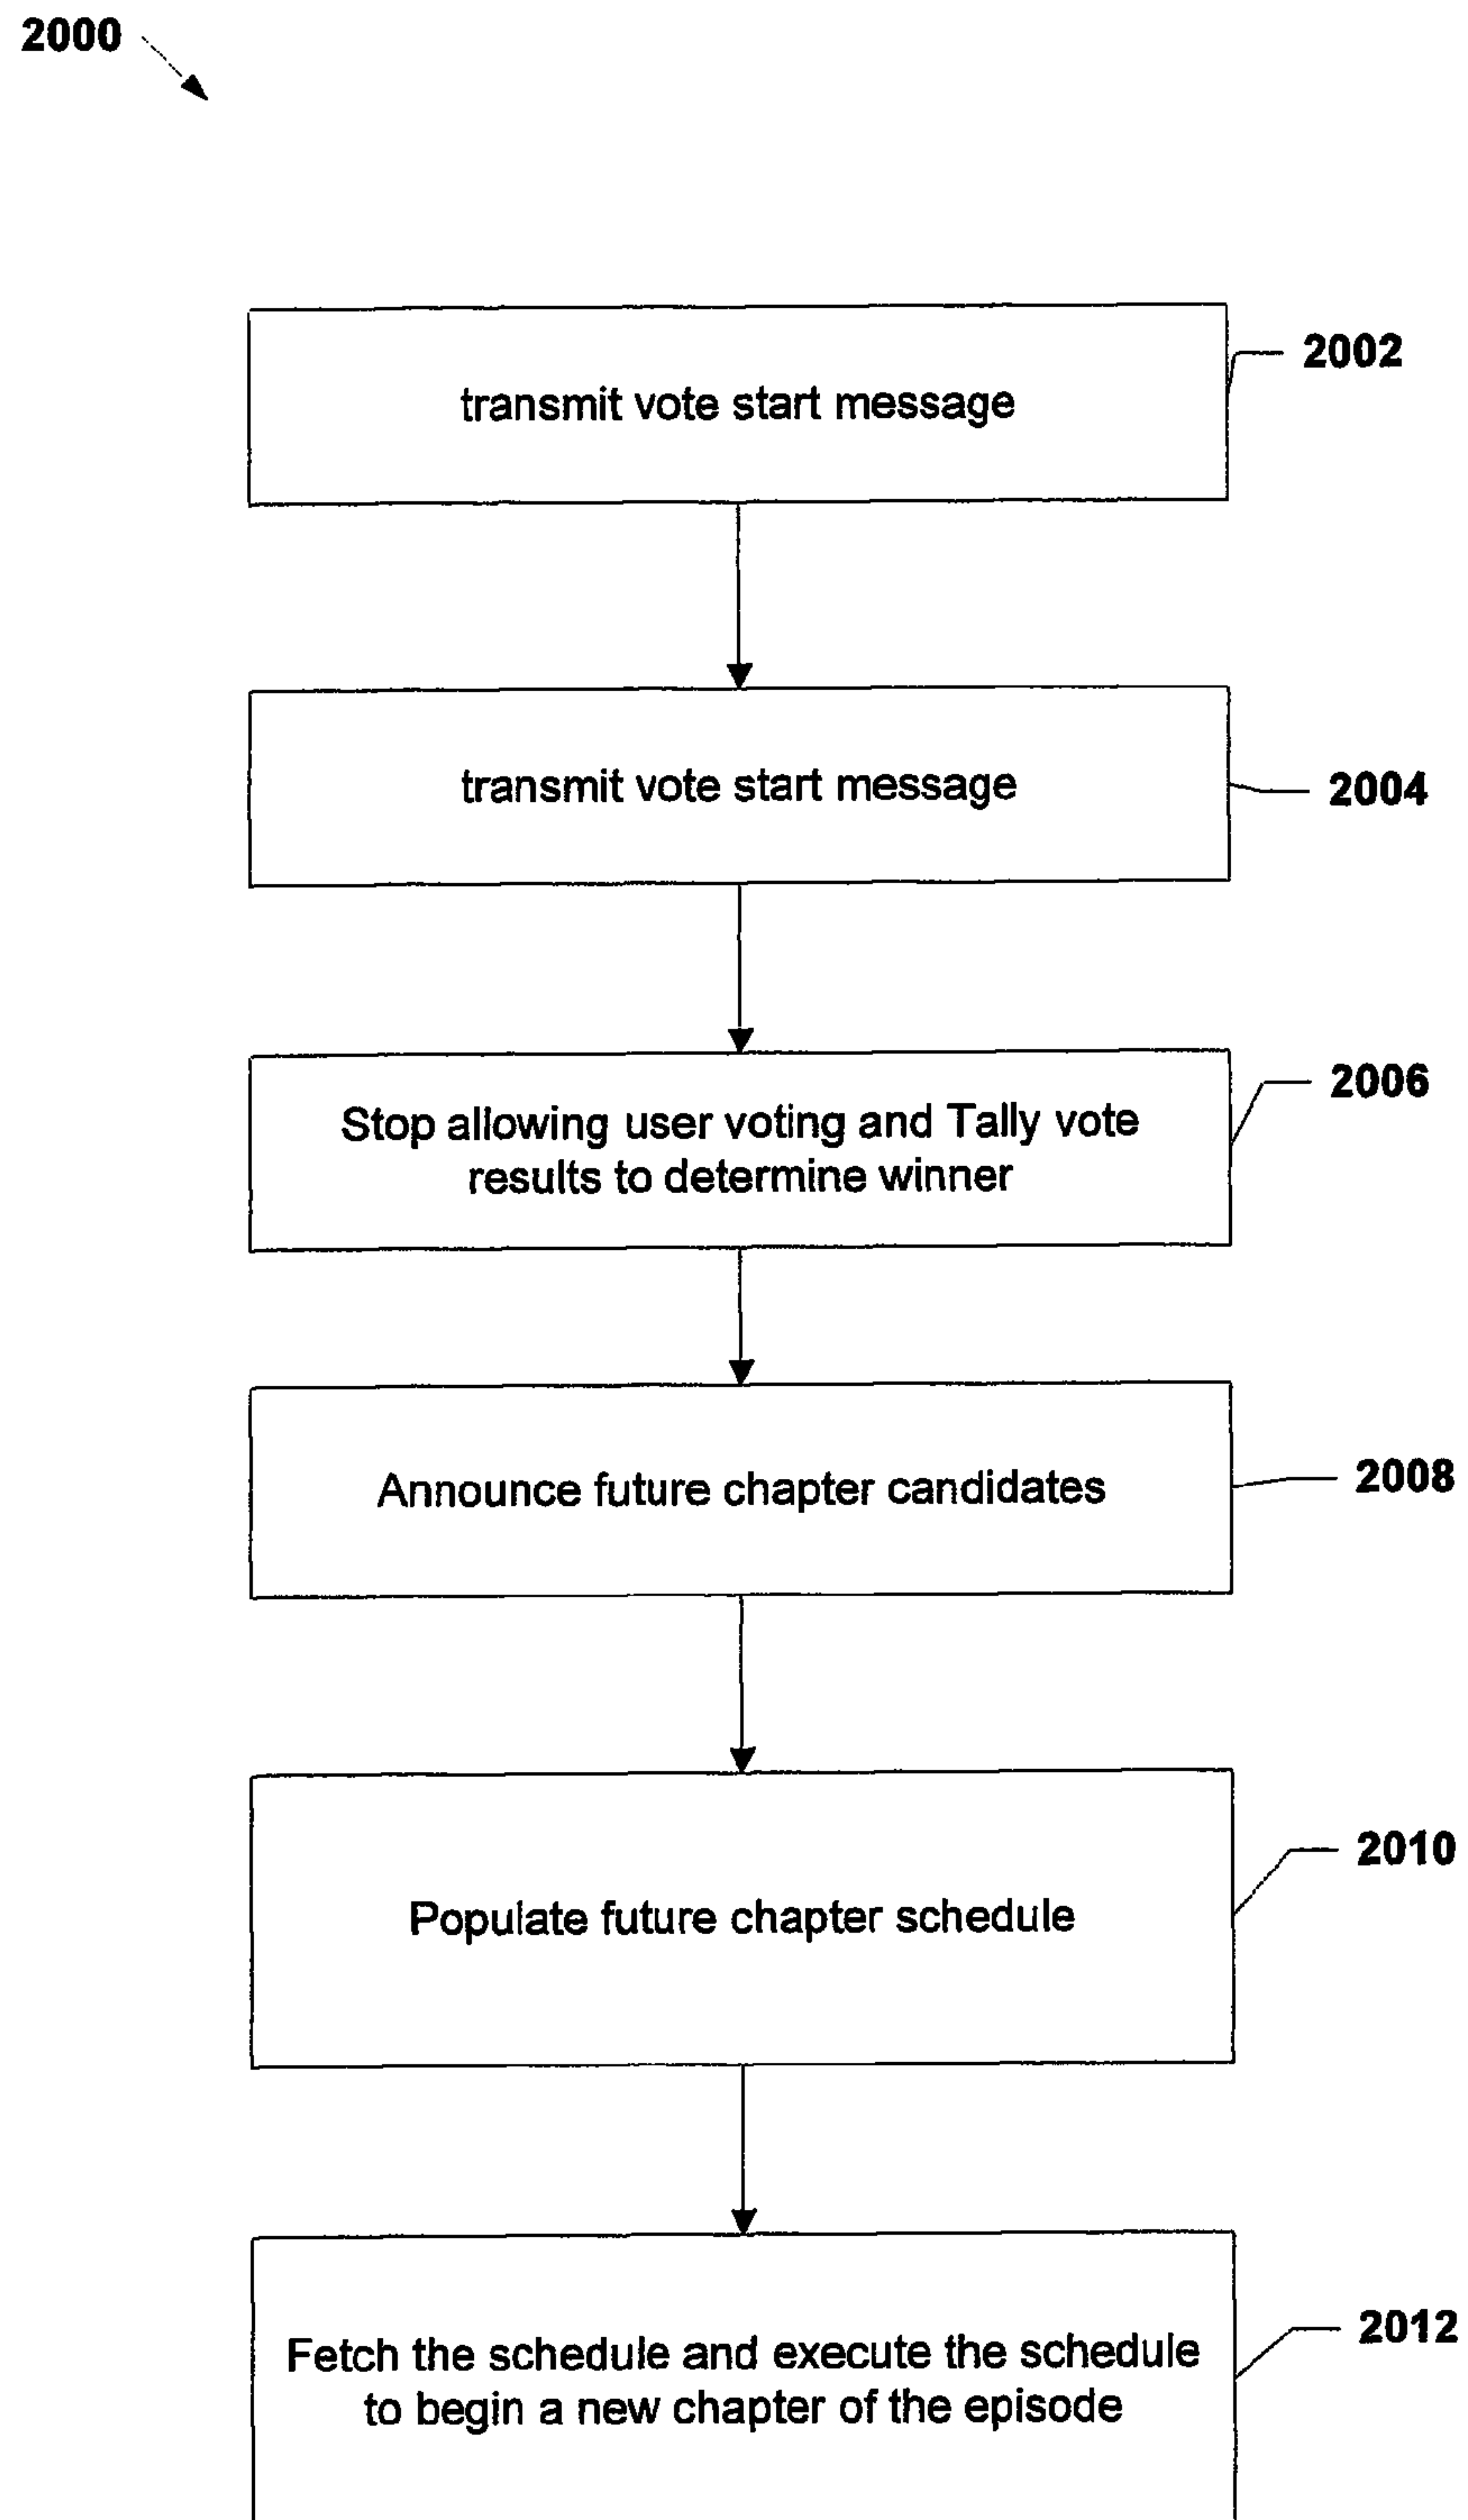 2000
transmit vote start message
2002
transmit vote start message
2004
Stop allowing user voting and Tally vote
results to determine winner
2006
Announce future chapter candidates
2008
Populate future chapter schedule
2010
Fetch the schedule and execute the schedule
to begin a new chapter of the episode
2012